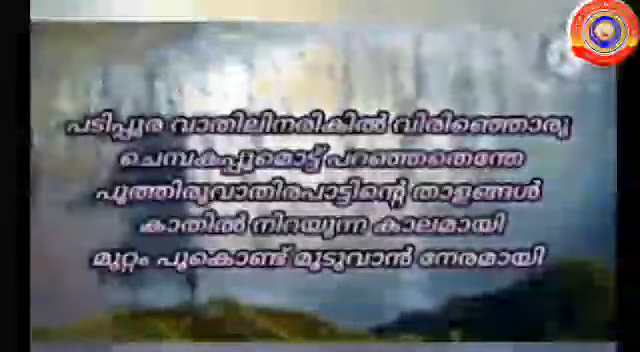 പടിപ്പുര വാതിലിനരികിൽ വിരിഞ്ഞൊരു
ചെമ്പകപ്പൂമൊട്ട് പറഞ്ഞതെന്തേ
പൂത്തിരുവാതിരപാട്ടിന്റെ താളങ്ങൾ
കാതിൽ നിറയുന്ന കാലമായി
മുറ്റം പൂകൊണ്ട് മൂടുവാൻ നേരമായി